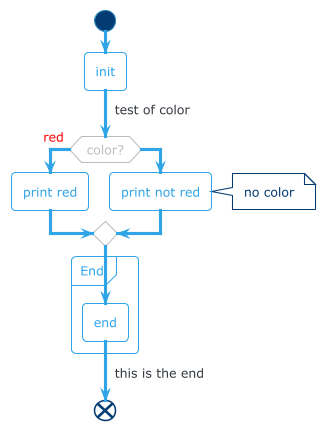 init
test of color
red
color?
print red
print not red
no color
End
end
this is the end